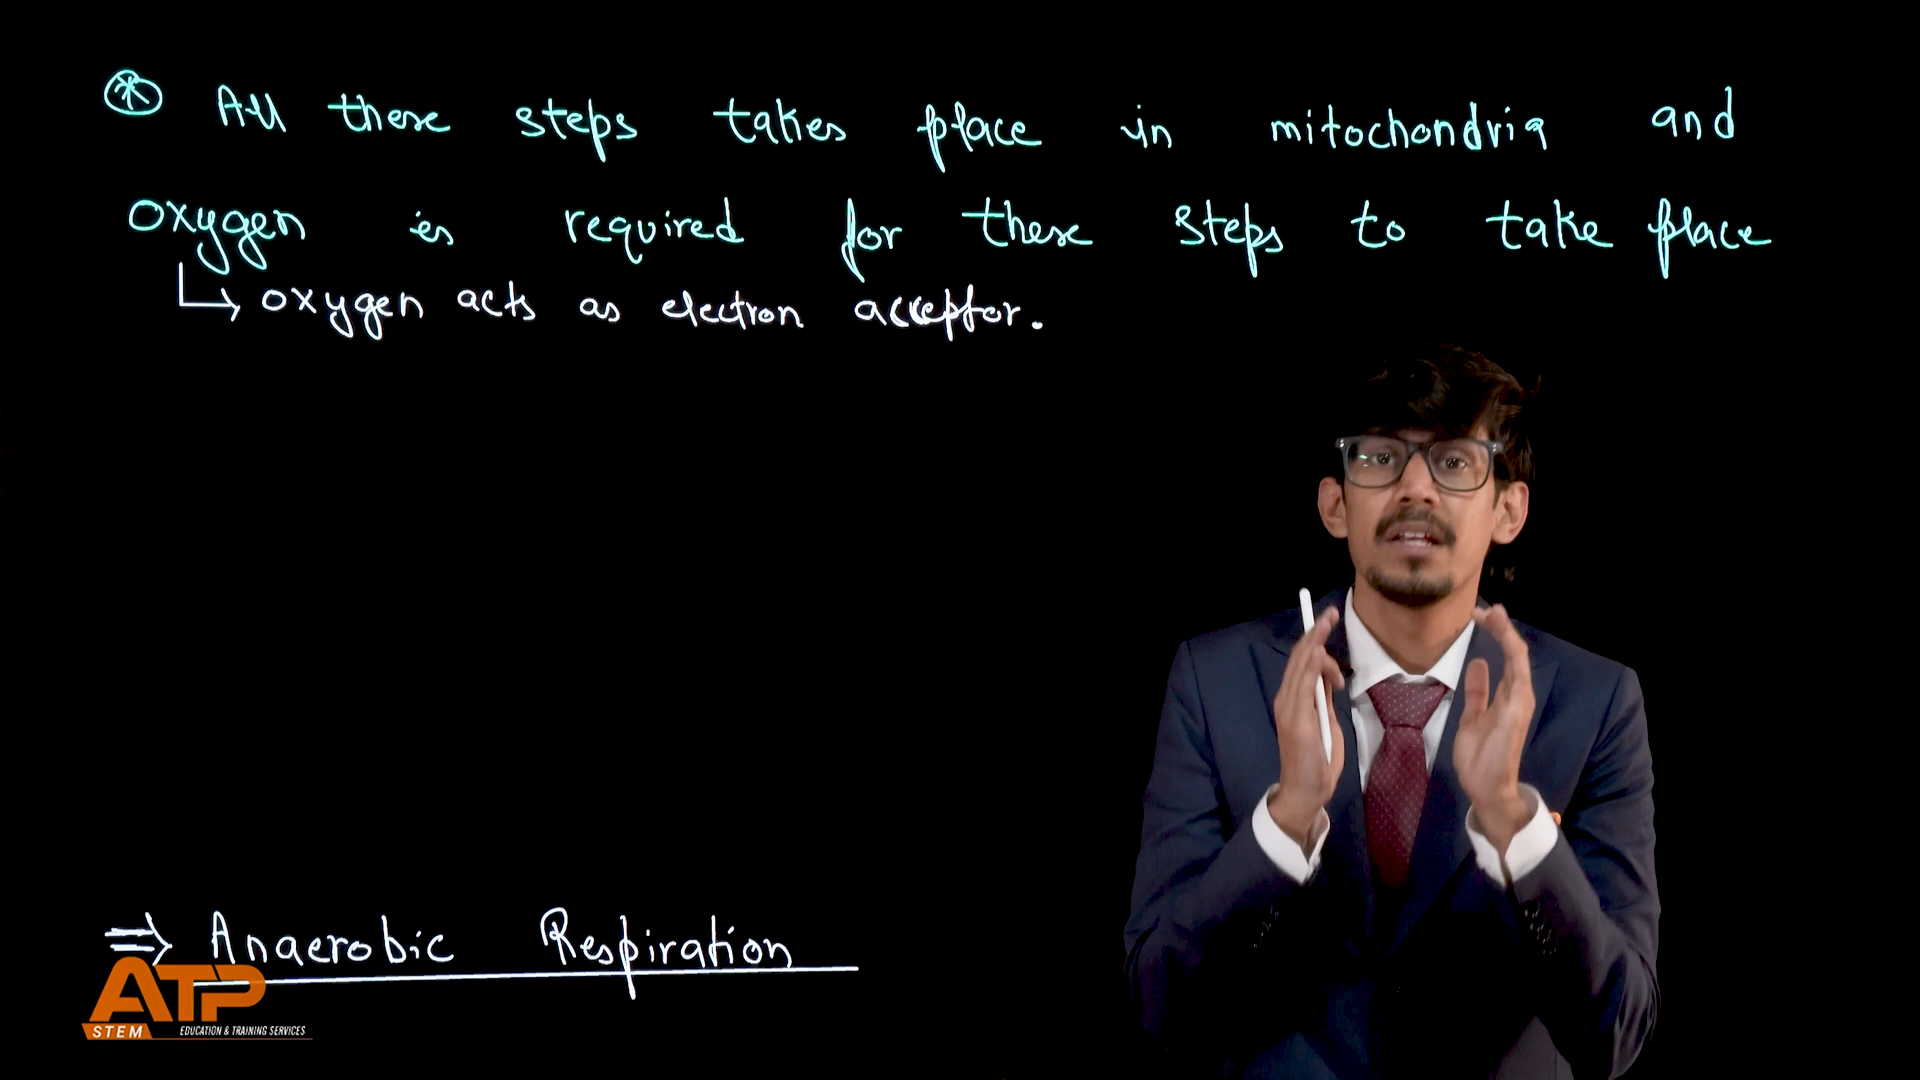 All these steps takes place in mitochondria and
oxygen is required for these steps to take place
↳ oxygen acts as electron acceptor.
⇒ Anaerobic Respiration
ATP
STEM EDUCATION & TRAINING SERVICES